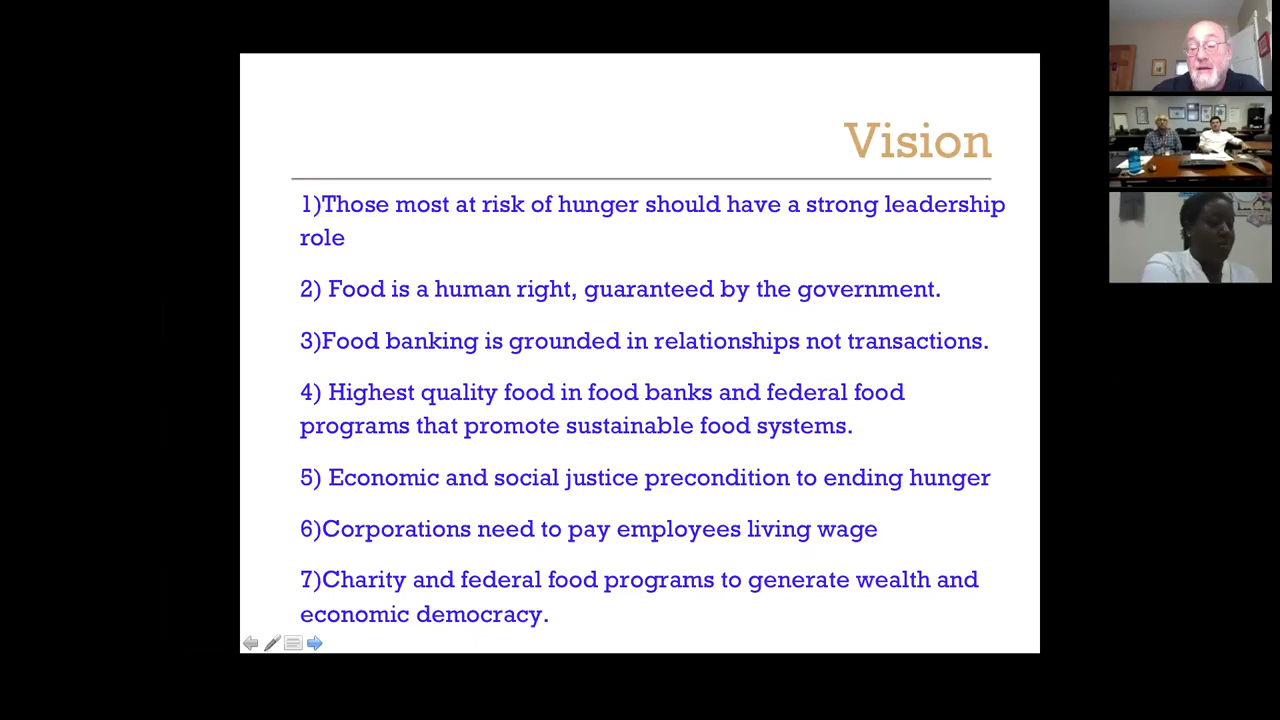 Vision
1)Those most at risk of hunger should have a strong leadership
role
2) Food is a human right, guaranteed by the government.
3)Food banking is grounded in relationships not transactions.
4) Highest quality food in food banks and federal food
programs that promote sustainable food systems.
5) Economic and social justice precondition to ending hunger
6)Corporations need to pay employees living wage
7)Charity and federal food programs to generate wealth and
economic democracy.